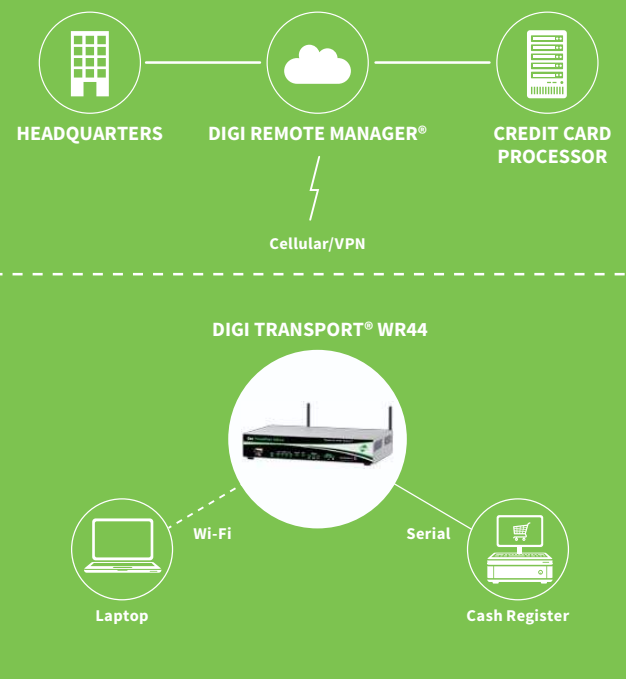 HEADQUARTERS
DIGI REMOTE MANAGER®
CREDIT CARD
PROCESSOR
Cellular/VPN
DIGI TRANSPORT® WR44
Wi-Fi
Serial
Laptop
Cash Register